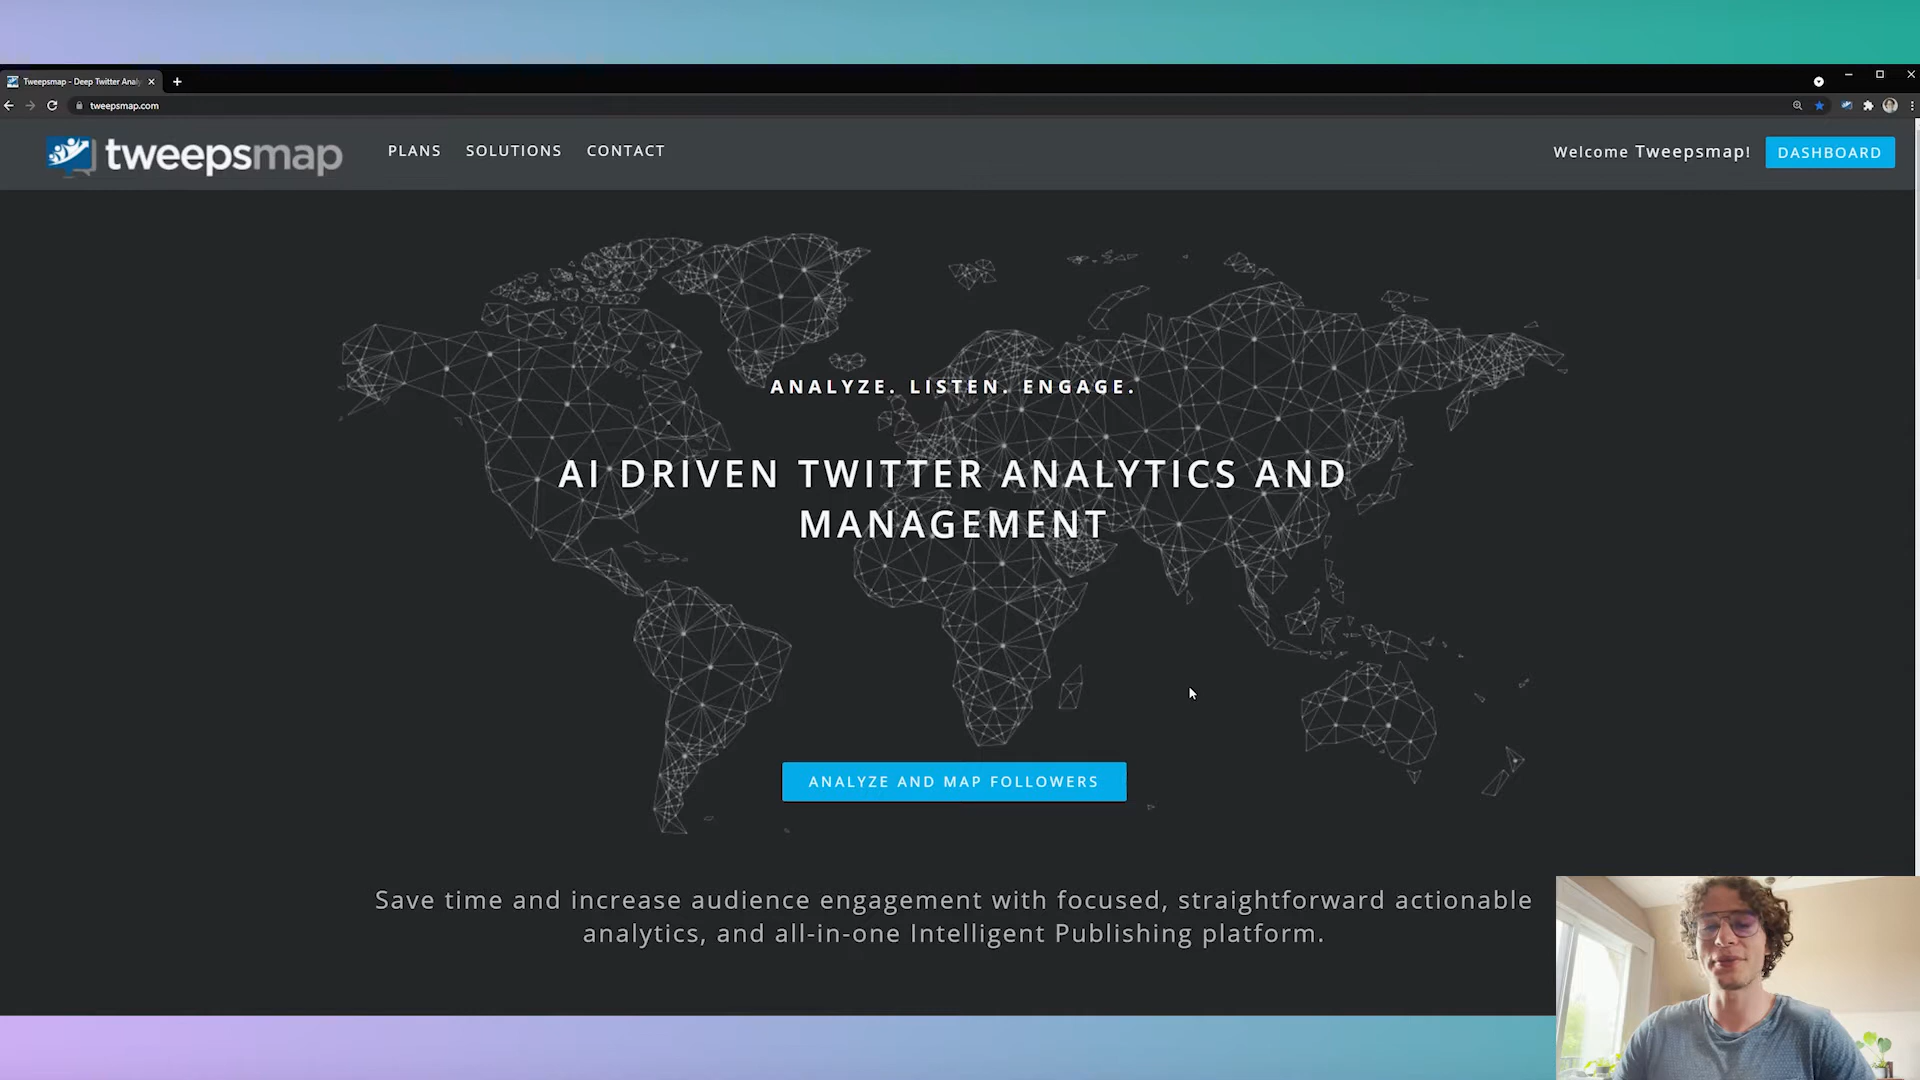 Tweepsmap - Deep Twitter Anal
tweepsmap.com
tweepsmap
PLANS
SOLUTIONS
CONTACT
Welcome Tweepsmap!
DASHBOARD
ANALYZE. LISTEN. ENGAGE.
AI DRIVEN TWITTER ANALYTICS AND
MANAGEMENT
ANALYZE AND MAP FOLLOWERS
Save time and increase audience engagement with focused, straightforward actionable
analytics, and all-in-one Intelligent Publishing platform.